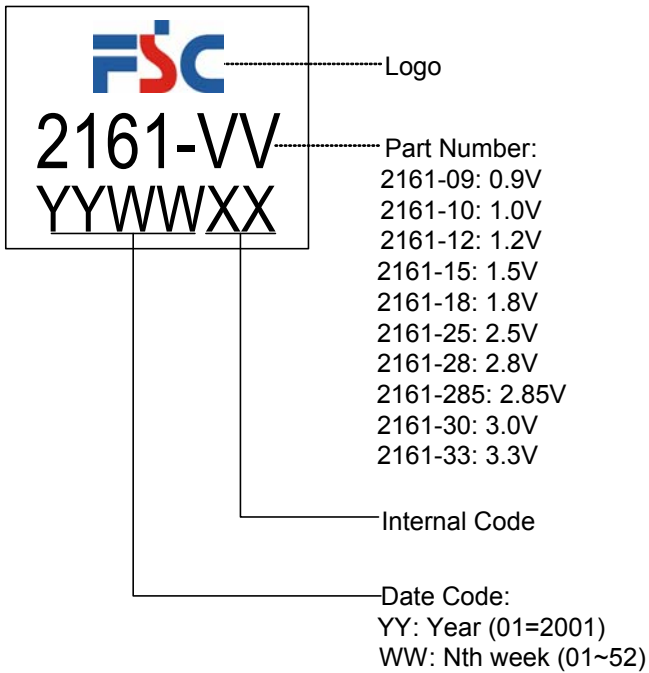 FSC
Logo
2161-VV
Part Number:
2161-09: 0.9V
2161-10: 1.0V
2161-12: 1.2V
2161-15: 1.5V
2161-18: 1.8V
2161-25: 2.5V
2161-28: 2.8V
2161-285: 2.85V
2161-30: 3.0V
2161-33: 3.3V
YYWWXX
Internal Code
Date Code:
YY: Year (01=2001)
WW: Nth week (01~52)